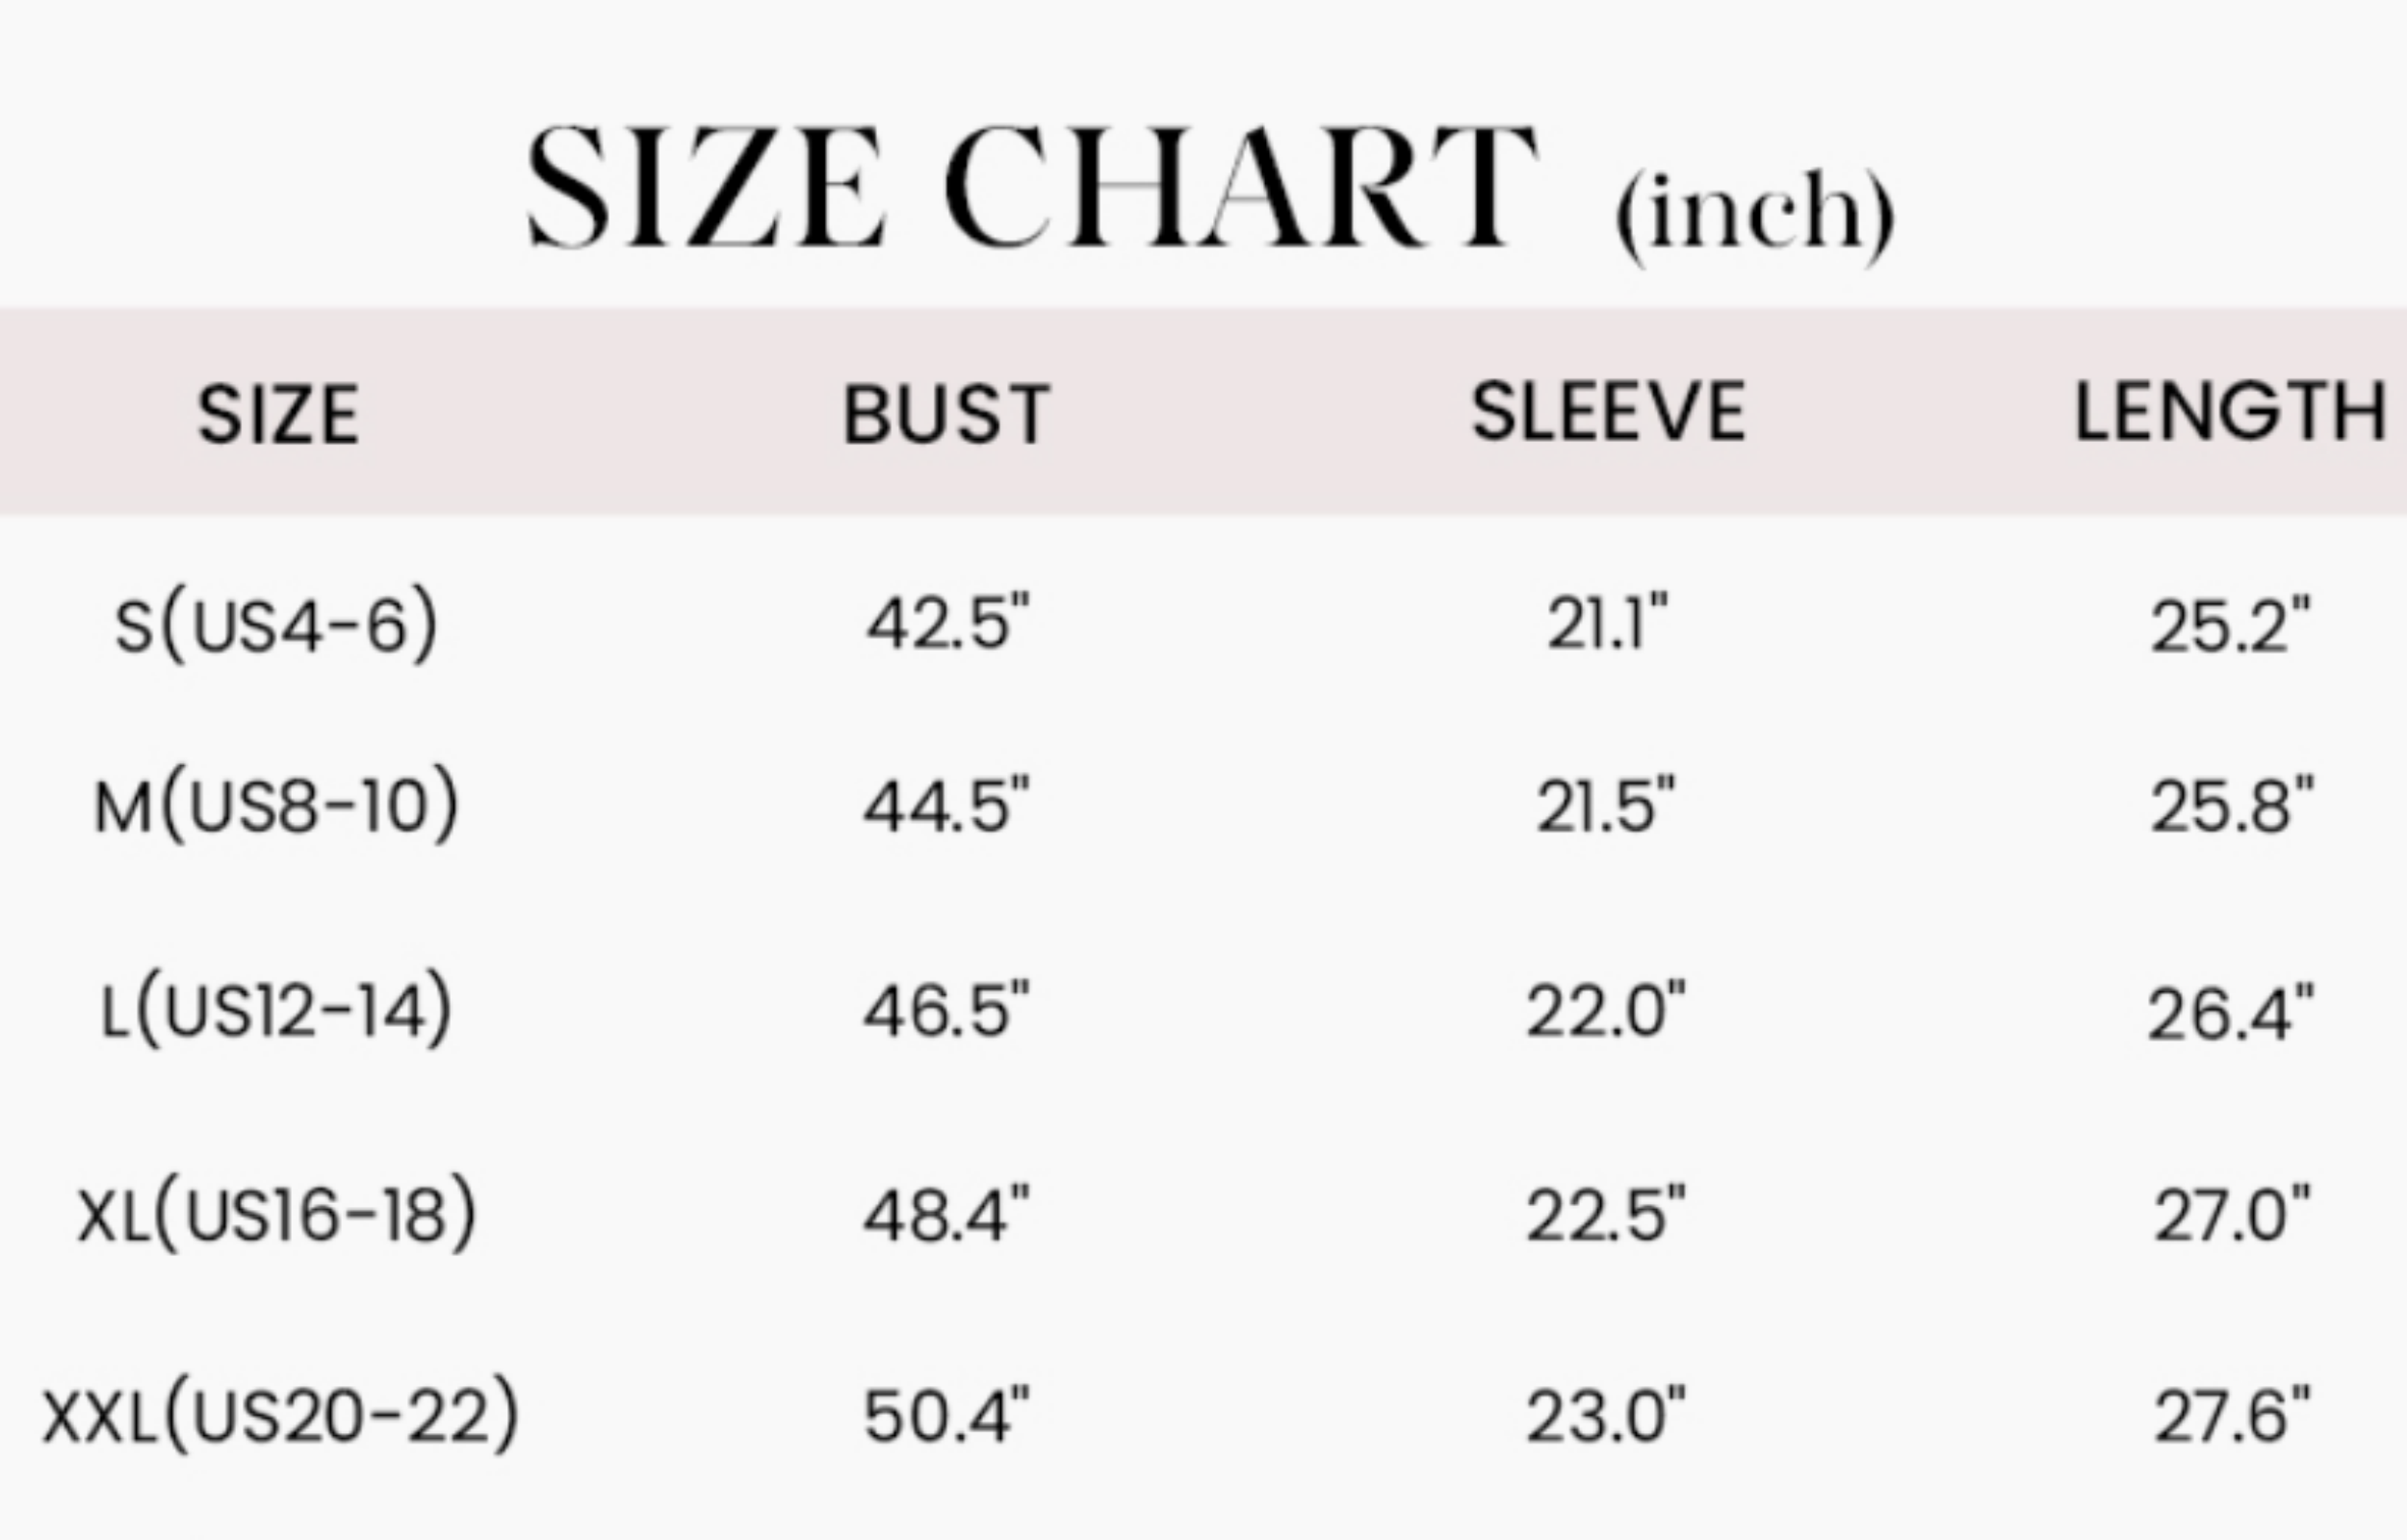 SIZE CHART (inch)
SIZE BUST SLEEVE LENGTH
S(US4-6) 42.5" 21.1" 25.2"
M(US8-10) 44.5" 21.5" 25.8"
L(US12-14) 46.5" 22.0" 26.4"
XL(US16-18) 48.4" 22.5" 27.0"
XXL(US20-22) 50.4" 23.0" 27.6"